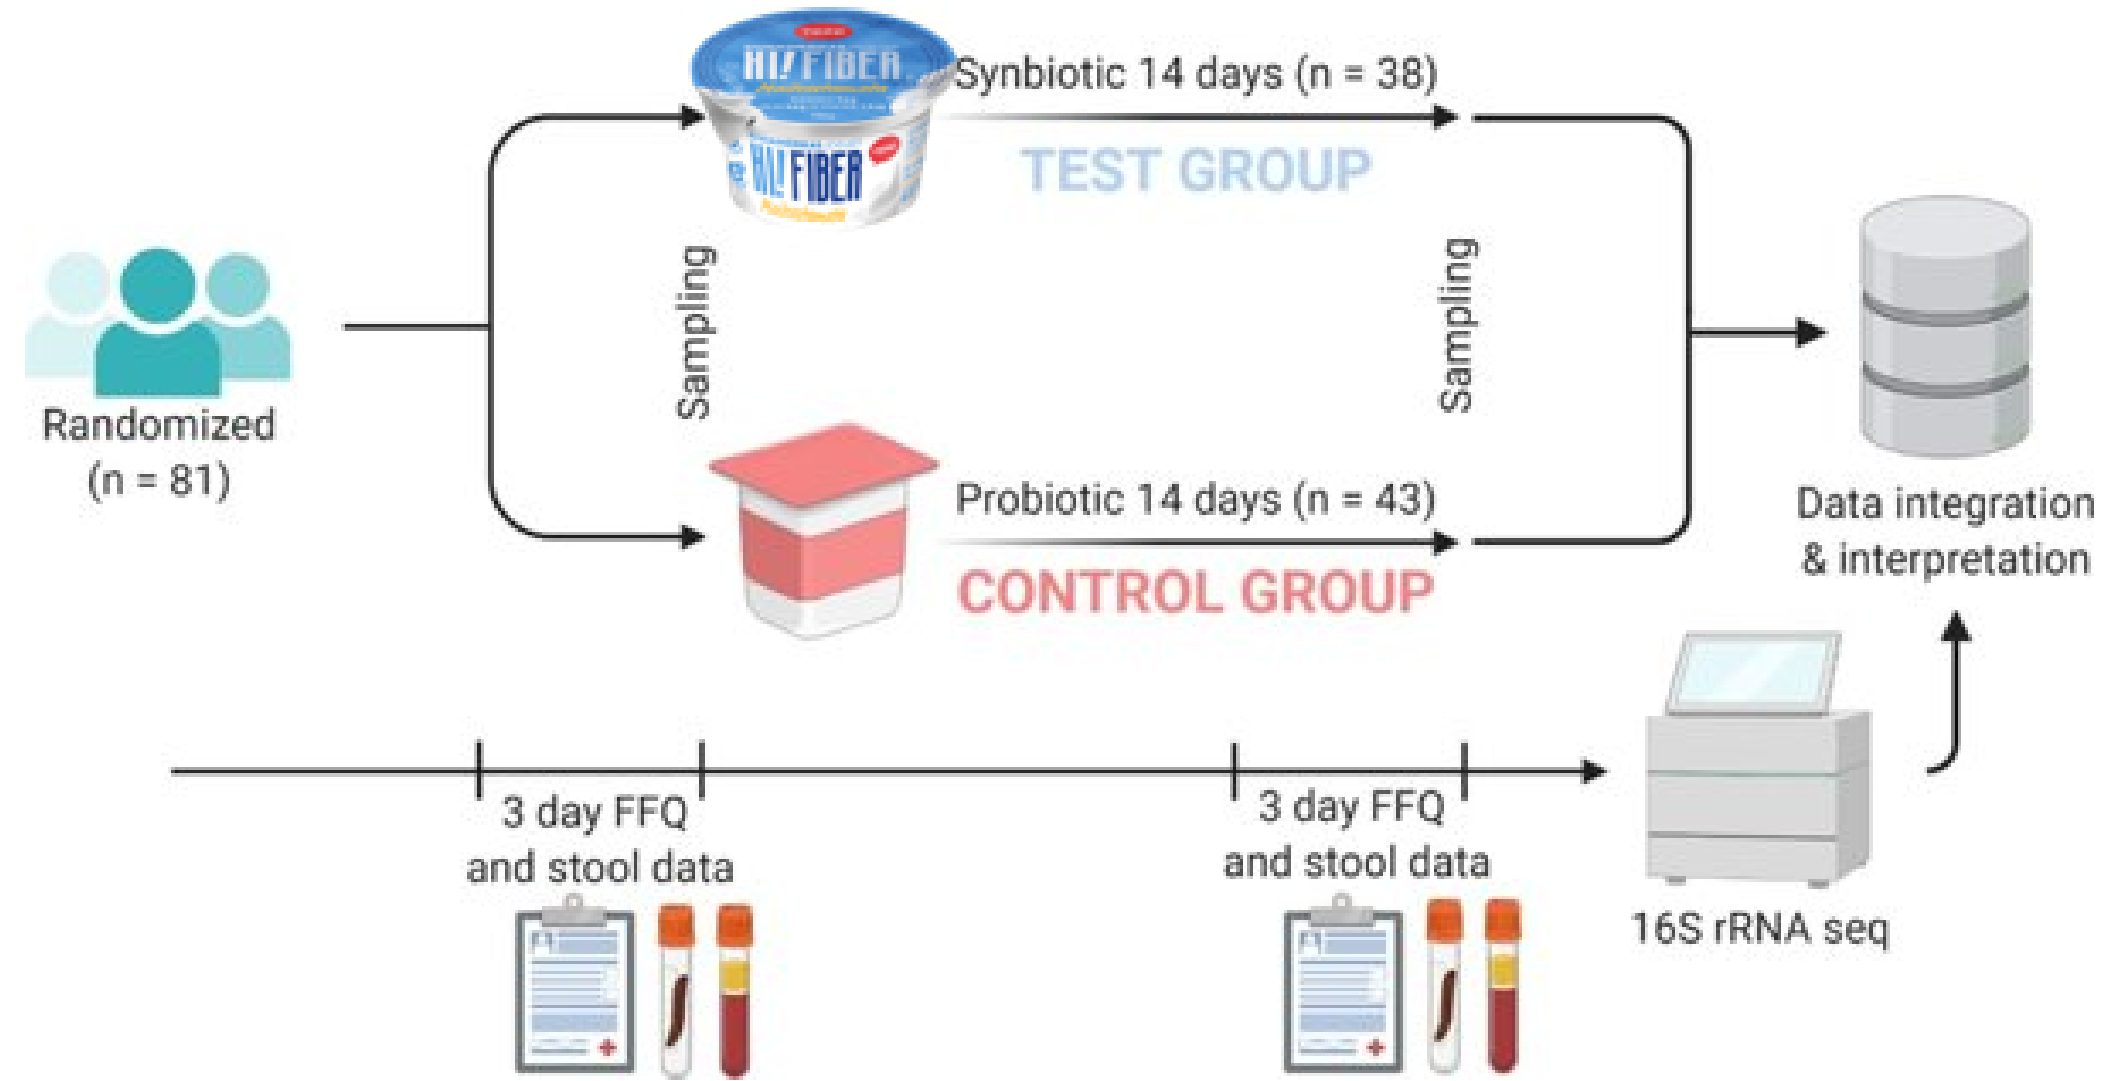 HI! FIBER
Synbiotic 14 days (n = 38)
HI! FIBER
TEST GROUP
Sampling
Sampling
Randomized
(n = 81)
Probiotic 14 days (n = 43)
CONTROL GROUP
Data integration
& interpretation
3 day FFQ
and stool data
3 day FFQ
and stool data
16S rRNA seq